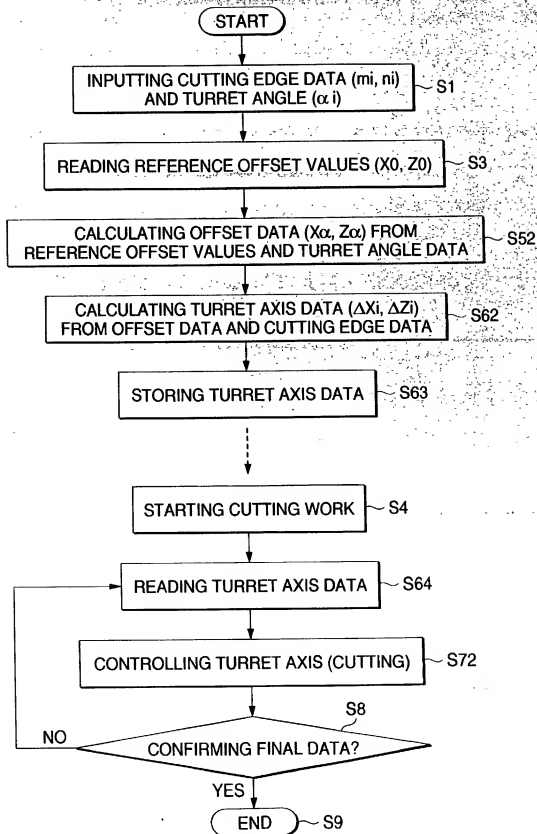 START
INPUTTING CUTTING EDGE DATA (mi, ni)
AND TURRET ANGLE (α i)
S1
READING REFERENCE OFFSET VALUES (X0, Z0)
S3
CALCULATING OFFSET DATA (Xα, Zα) FROM
REFERENCE OFFSET VALUES AND TURRET ANGLE DATA
S52
CALCULATING TURRET AXIS DATA (ΔXi, ΔZi)
FROM OFFSET DATA AND CUTTING EDGE DATA
S62
STORING TURRET AXIS DATA
S63
STARTING CUTTING WORK
S4
READING TURRET AXIS DATA
S64
CONTROLLING TURRET AXIS (CUTTING)
S72
S8
NO
CONFIRMING FINAL DATA?
YES
END
S9